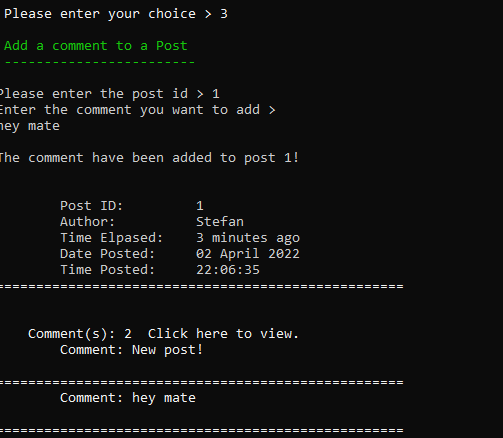 Please enter your choice > 3
Add a comment to a Post
------------------------
Please enter the post id > 1
Enter the comment you want to add >
hey mate
The comment have been added to post 1!
Post ID: 1
Author: Stefan
Time Elpased: 3 minutes ago
Date Posted: 02 April 2022
Time Posted: 22:06:35
===================================================
Comment(s): 2 Click here to view.
Comment: New post!
===================================================
Comment: hey mate
===================================================